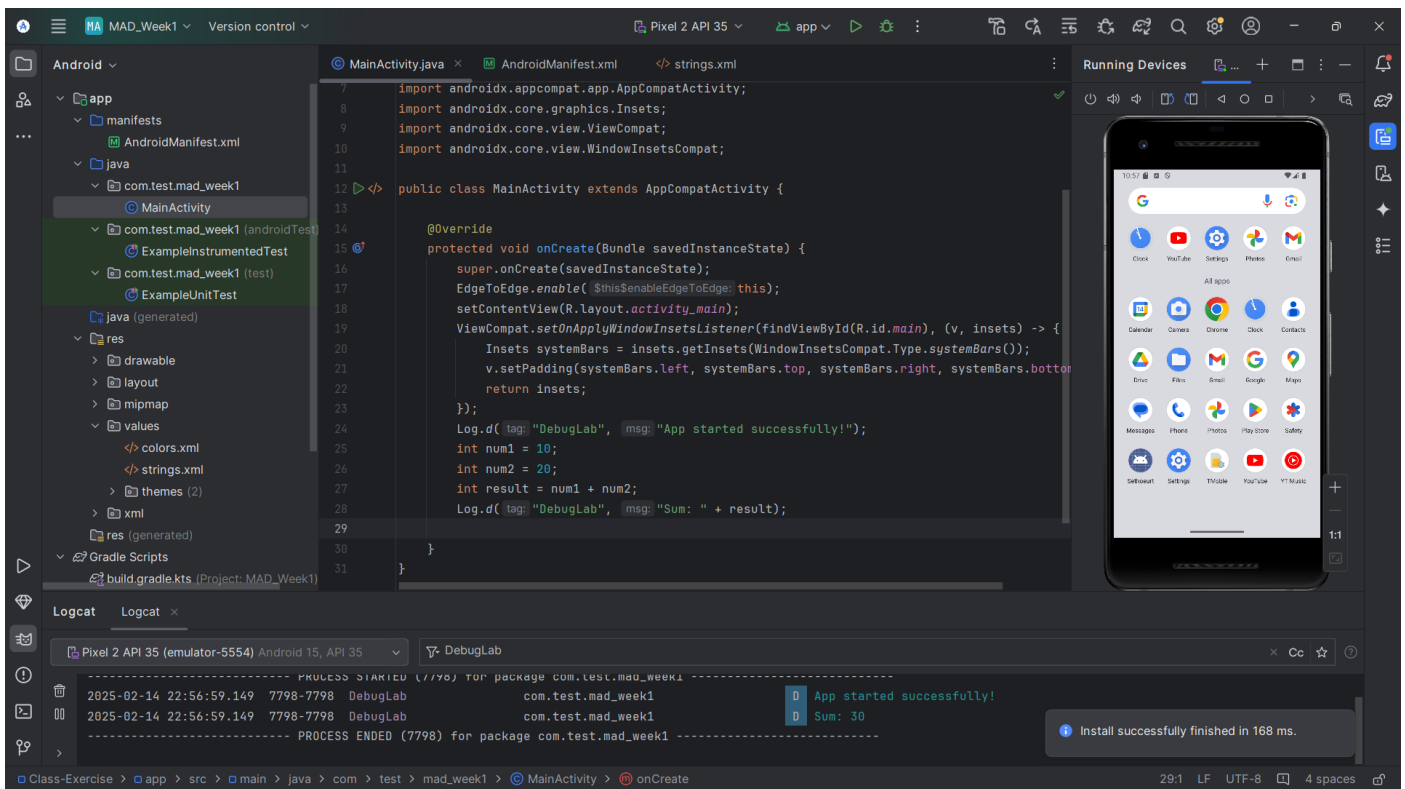 MA MAD_Week1 Version control Pixel 2 API 35 app
Android
app
manifests
AndroidManifest.xml
java
com.test.mad_week1
MainActivity
com.test.mad_week1 (androidTest)
ExampleInstrumentedTest
com.test.mad_week1 (test)
ExampleUnitTest
java (generated)
res
drawable
layout
mipmap
values
colors.xml
strings.xml
themes (2)
xml
res (generated)
Gradle Scripts
build.gradle.kts (Project: MAD_Week1)
MainActivity.java AndroidManifest.xml strings.xml
7 import androidx.appcompat.app.AppCompatActivity;
8 import androidx.core.graphics.Insets;
9 import androidx.core.view.ViewCompat;
10 import androidx.core.view.WindowInsetsCompat;
11
12 public class MainActivity extends AppCompatActivity {
13
14 @Override
15 protected void onCreate(Bundle savedInstanceState) {
16 super.onCreate(savedInstanceState);
17 EdgeToEdge.enable( $this$enableEdgeToEdge: this);
18 setContentView(R.layout.activity_main);
19 ViewCompat.setOnApplyWindowInsetsListener(findViewById(R.id.main), (v, insets) -> {
20 Insets systemBars = insets.getInsets(WindowInsetsCompat.Type.systemBars());
21 v.setPadding(systemBars.left, systemBars.top, systemBars.right, systemBars.bottom
22 return insets;
23 });
24 Log.d( tag: "DebugLab", msg: "App started successfully!");
25 int num1 = 10;
26 int num2 = 20;
27 int result = num1 + num2;
28 Log.d( tag: "DebugLab", msg: "Sum: " + result);
29
30 }
31 }
Running Devices ...
10:57
Clock YouTube Settings Photos Gmail
All apps
Calendar Camera Chrome Clock Contacts
Drive Files Gmail Google Maps
Messages Phone Photos Play Store Safety
Settings TMoble YouTube YT Music
1:1
Logcat Logcat
Pixel 2 API 35 (emulator-5554) Android 15, API 35 DebugLab Cc
---------------------------- PROCESS STARTED (7798) for package com.test.mad_week1 ----------------------------
2025-02-14 22:56:59.149 7798-7798 DebugLab com.test.mad_week1 D App started successfully!
2025-02-14 22:56:59.149 7798-7798 DebugLab com.test.mad_week1 D Sum: 30
---------------------------- PROCESS ENDED (7798) for package com.test.mad_week1 ----------------------------
Install successfully finished in 168 ms.
Class-Exercise > app > src > main > java > com > test > mad_week1 > MainActivity > onCreate 29:1 LF UTF-8 4 spaces